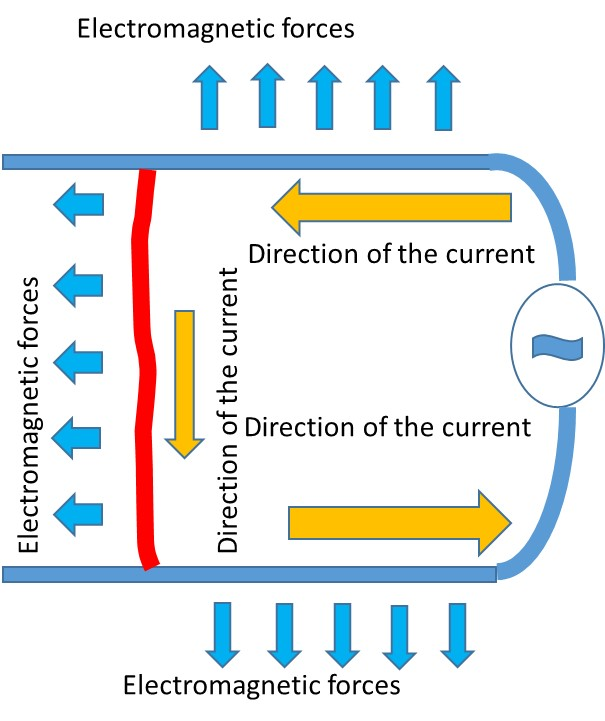 Electromagnetic forces
Direction of the current
Electromagnetic forces
Direction of the current
Direction of the current
Electromagnetic forces